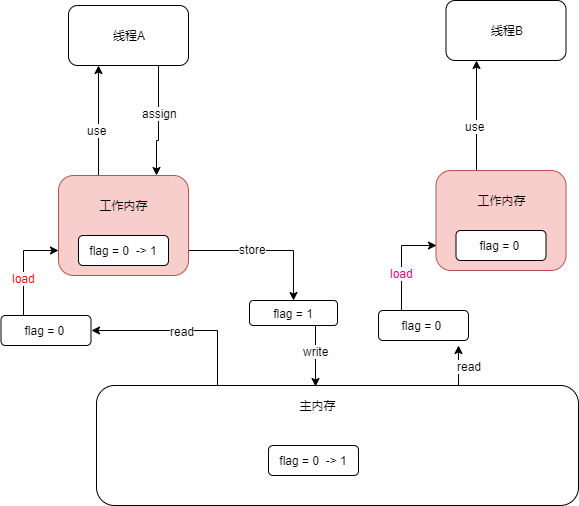 线程A
线程B
use
assign
use
工作内存
flag = 0 -> 1
工作内存
flag = 0
load
store
load
flag = 0
read
flag = 1
write
flag = 0
read
主内存
flag = 0 -> 1